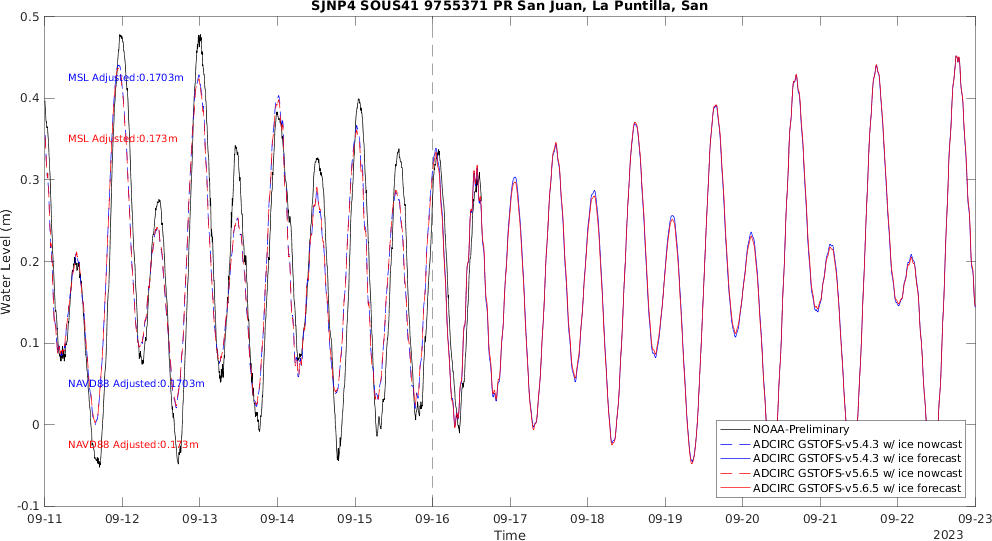 SJNP4 SOUS41 9755371 PR San Juan, La Puntilla, San
0.5
0.4
0.3
0.2
0.1
0
-0.1
Water Level (m)
MSL Adjusted:0.1703m
MSL Adjusted:0.173m
NAVD88 Adjusted:0.1703m
NAVD88 Adjusted:0.173m
NOAA-Preliminary
ADCIRC GSTOFS-v5.4.3 w/ ice nowcast
ADCIRC GSTOFS-v5.4.3 w/ ice forecast
ADCIRC GSTOFS-v5.6.5 w/ ice nowcast
ADCIRC GSTOFS-v5.6.5 w/ ice forecast
09-11 09-12 09-13 09-14 09-15 09-16 09-17 09-18 09-19 09-20 09-21 09-22 09-23
Time
2023